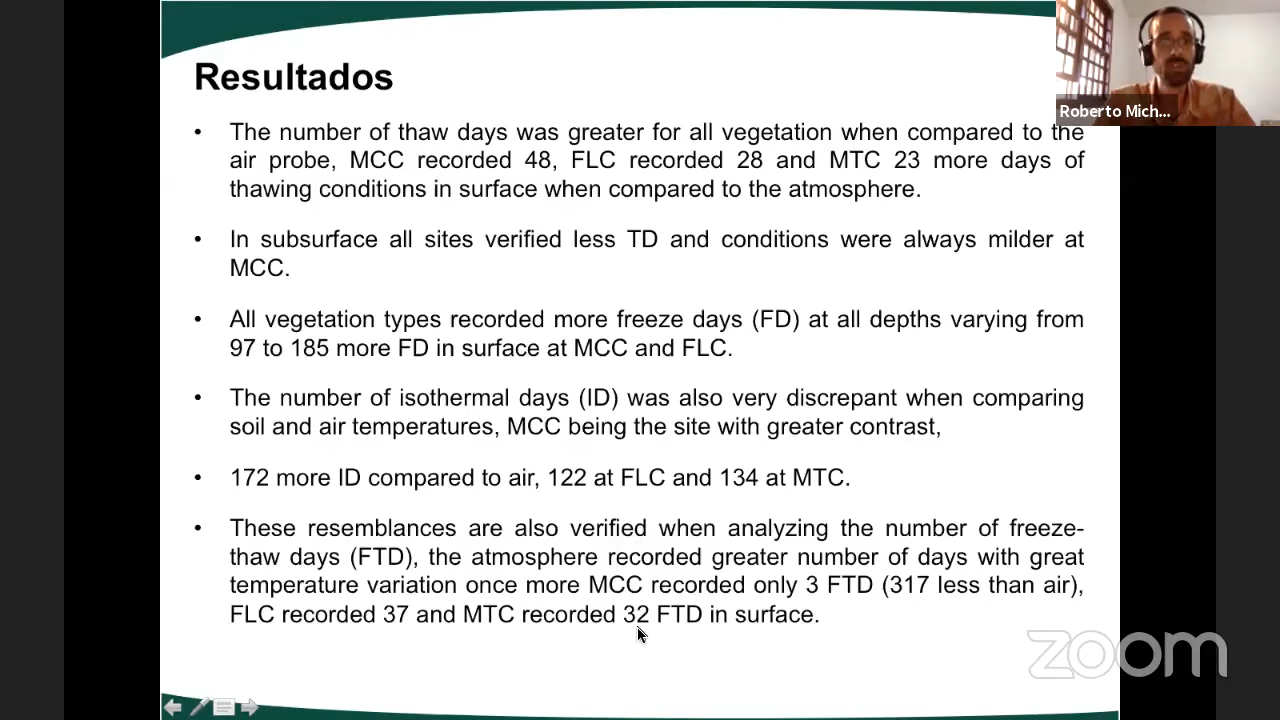 Resultados
Roberto Mich...
• The number of thaw days was greater for all vegetation when compared to the
air probe, MCC recorded 48, FLC recorded 28 and MTC 23 more days of
thawing conditions in surface when compared to the atmosphere.
• In subsurface all sites verified less TD and conditions were always milder at
MCC.
• All vegetation types recorded more freeze days (FD) at all depths varying from
97 to 185 more FD in surface at MCC and FLC.
• The number of isothermal days (ID) was also very discrepant when comparing
soil and air temperatures, MCC being the site with greater contrast,
• 172 more ID compared to air, 122 at FLC and 134 at MTC.
• These resemblances are also verified when analyzing the number of freeze-
thaw days (FTD), the atmosphere recorded greater number of days with great
temperature variation once more MCC recorded only 3 FTD (317 less than air),
FLC recorded 37 and MTC recorded 32 FTD in surface.
zoom